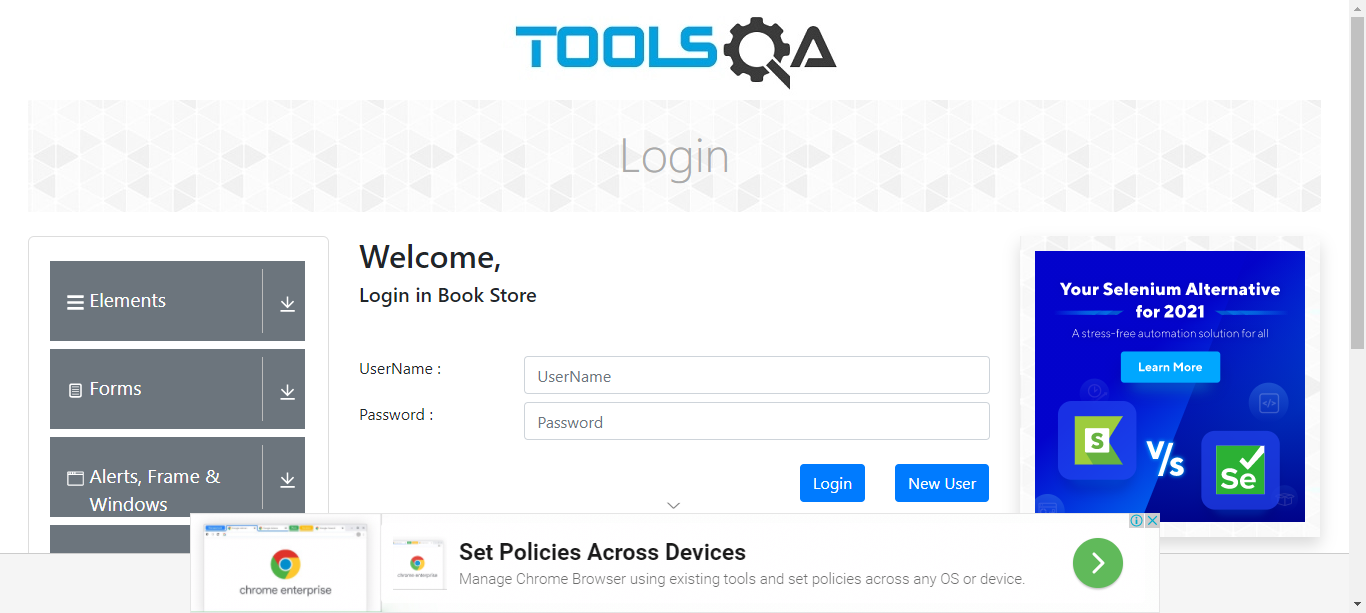 TOOLSQA
Login
Elements
Forms
Alerts, Frame &
Windows
Welcome,
Login in Book Store
UserName :
UserName
Password :
Password
Login
New User
Your Selenium Alternative
for 2021
A stress-free automation solution for all
Learn More
S
V/S
Se
chrome enterprise
chrome enterprise
Set Policies Across Devices
Manage Chrome Browser using existing tools and set policies across any OS or device.